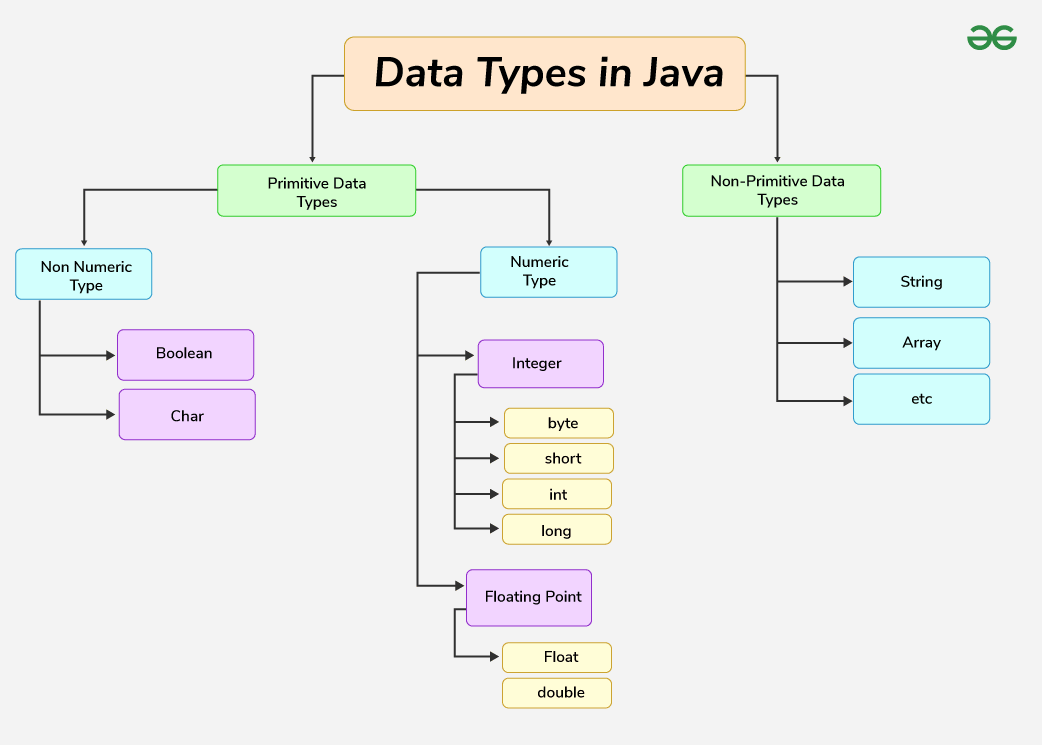 Data Types in Java
Primitive Data
Types
Non-Primitive Data
Types
Non Numeric
Type
Numeric
Type
Boolean
Char
Integer
byte
short
int
long
Floating Point
Float
double
String
Array
etc